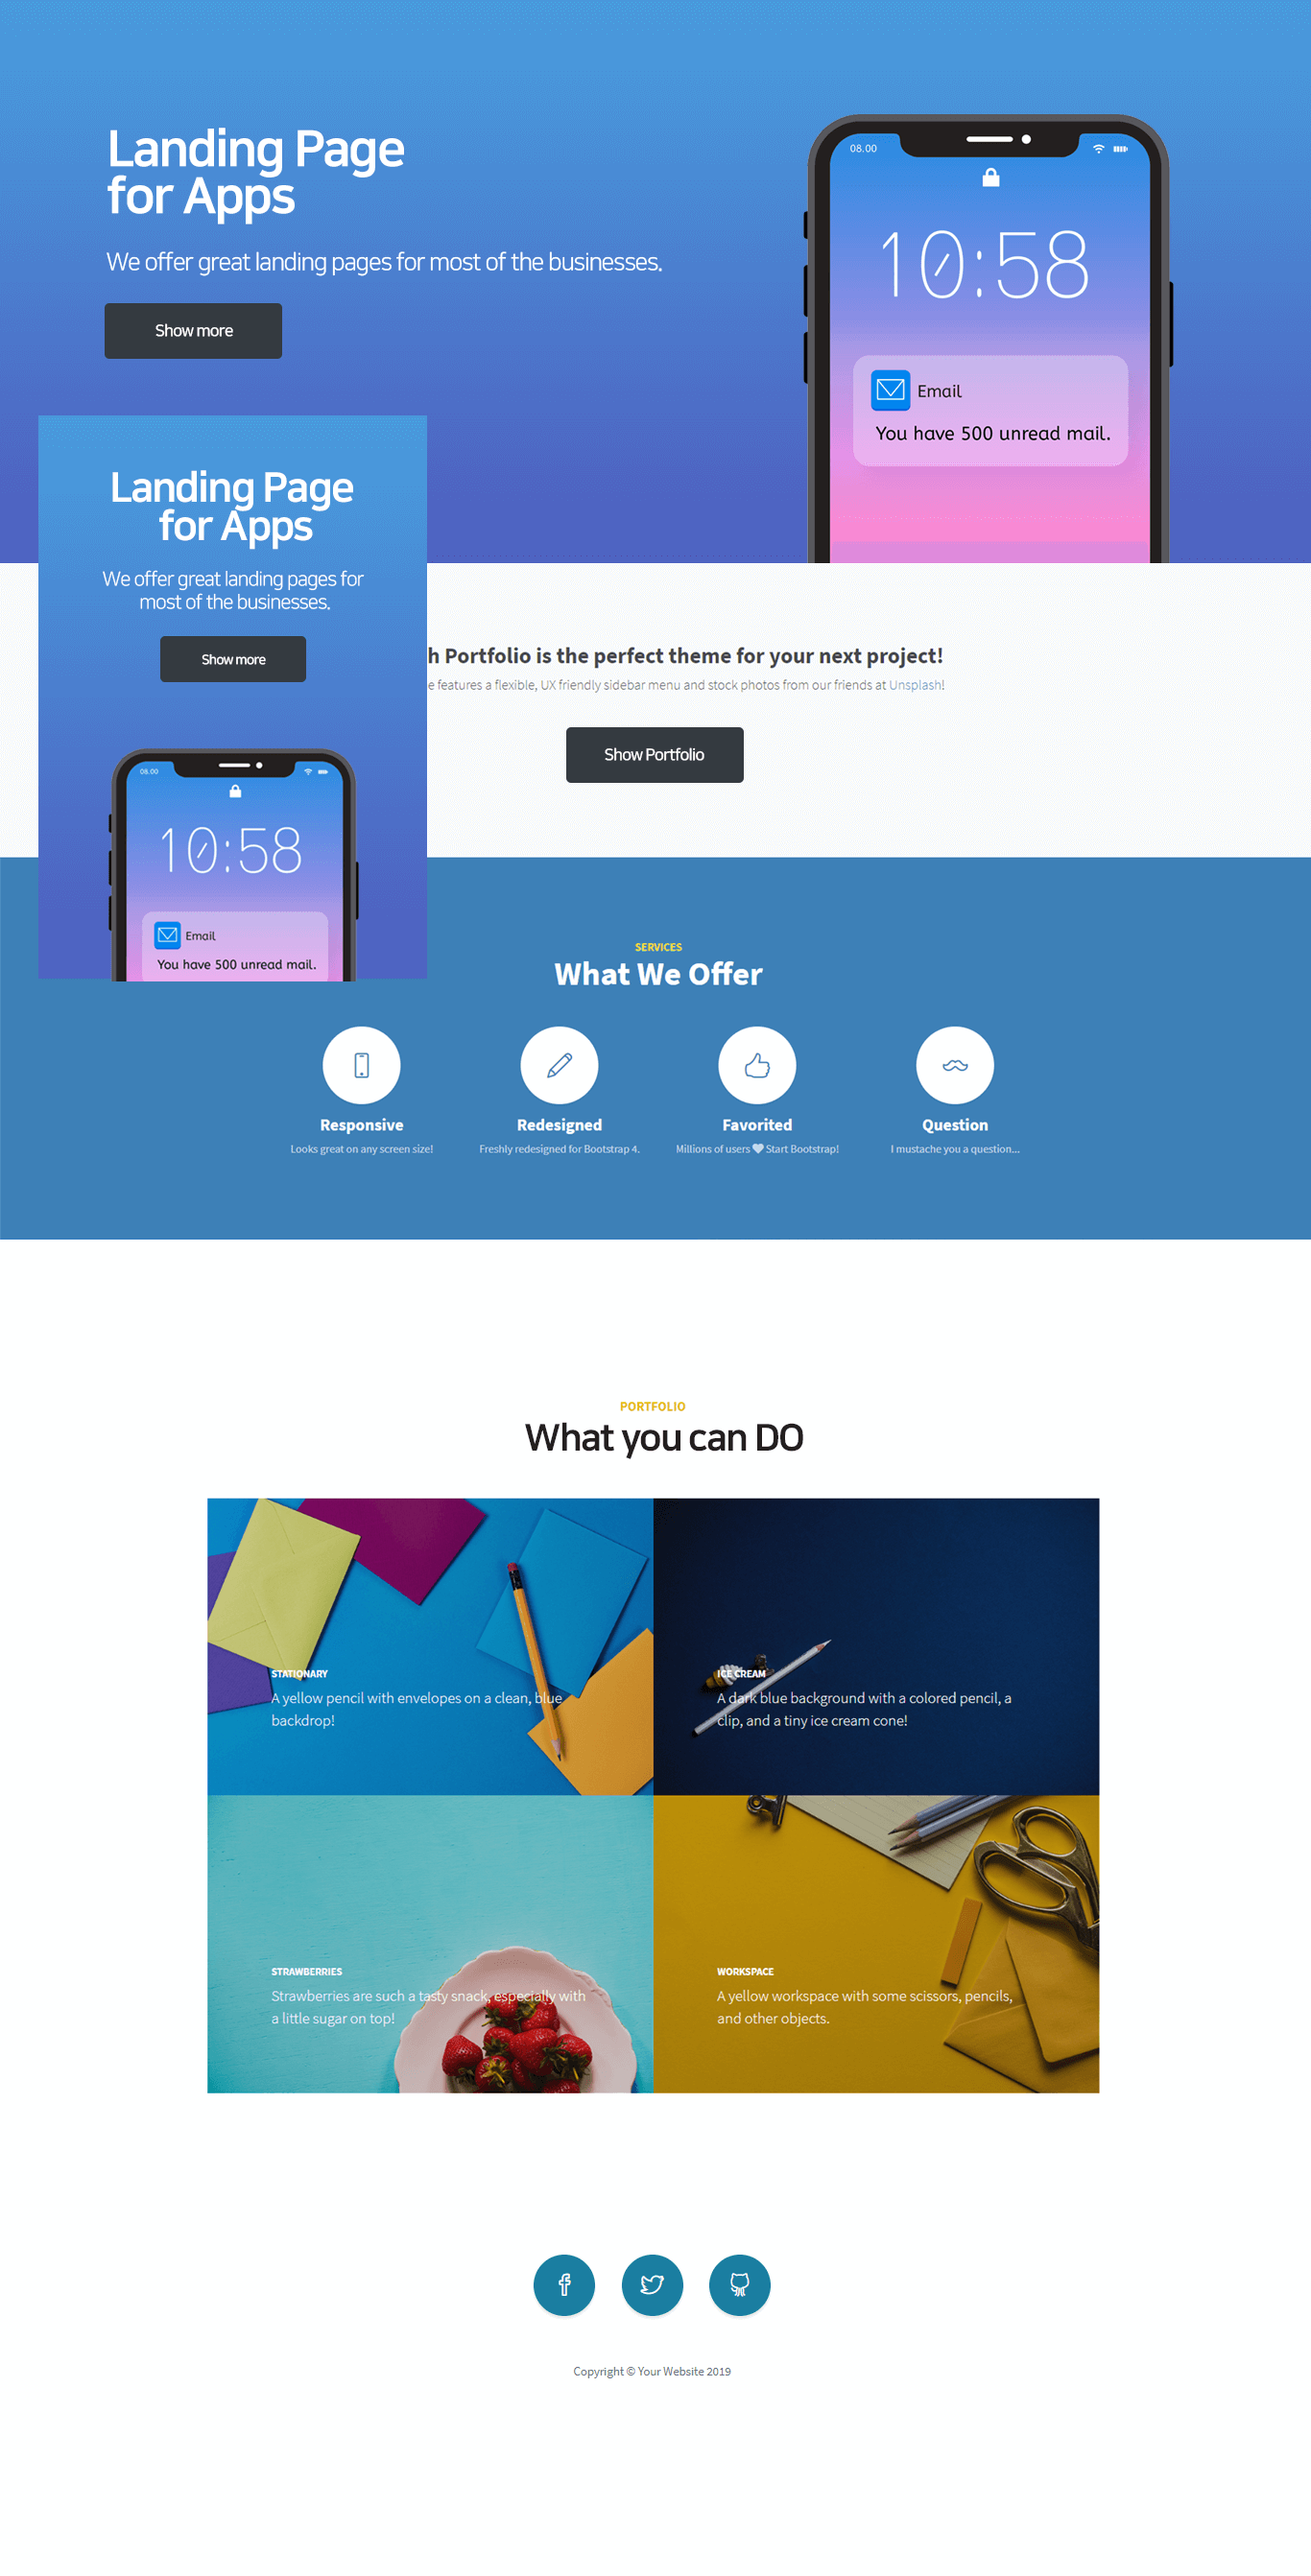 Landing Page
for Apps
We offer great landing pages for most of the businesses.
Show more
08.00
10:58
Email
You have 500 unread mail.
Landing Page
for Apps
We offer great landing pages for
most of the businesses.
Show more
08.00
10:58
Email
You have 500 unread mail.
h Portfolio is the perfect theme for your next project!
e features a flexible, UX friendly sidebar menu and stock photos from our friends at Unsplash!
Show Portfolio
SERVICES
What We Offer
Responsive
Looks great on any screen size!
Redesigned
Freshly redesigned for Bootstrap 4.
Favorited
Millions of users ♥ Start Bootstrap!
Question
I mustache you a question...
PORTFOLIO
What you can DO
STATIONARY
A yellow pencil with envelopes on a clean, blue
backdrop!
ICE CREAM
A dark blue background with a colored pencil, a
clip, and a tiny ice cream cone!
STRAWBERRIES
Strawberries are such a tasty snack, especially with
a little sugar on top!
WORKSPACE
A yellow workspace with some scissors, pencils,
and other objects.
Copyright © Your Website 2019